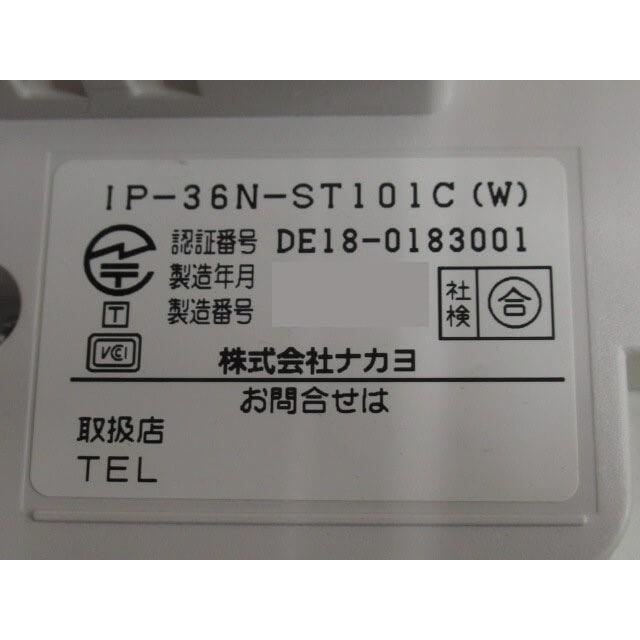 IP-36N-ST101C(W)
認証番号 DE18-0183001
製造年月
製造番号
T
VCCI
社検 合
株式会社ナカヨ
お問合せは
取扱店
TEL